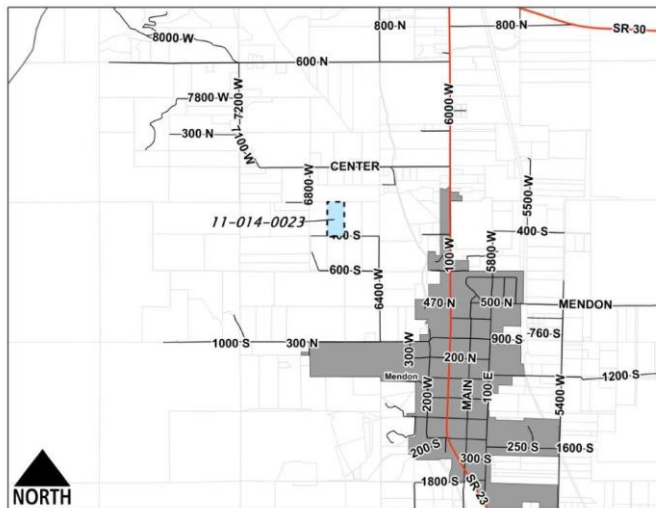 8000 W
800 N
800 N
SR-30
600 N
7800 W
7200 W
6000 W
300 N
7100 W
CENTER
6800 W
5500 W
11-014-0023
400 S
400 S
100 W
5800 W
600 S
6400 W
470 N
500 N
MENDON
760 S
1000 S
300 N
300 W
900 S
200 N
Mendon
1200 S
200 W
MAIN
100 E
5400 W
200 S
250 S
1600 S
300 S
1800 S
SR-23
NORTH